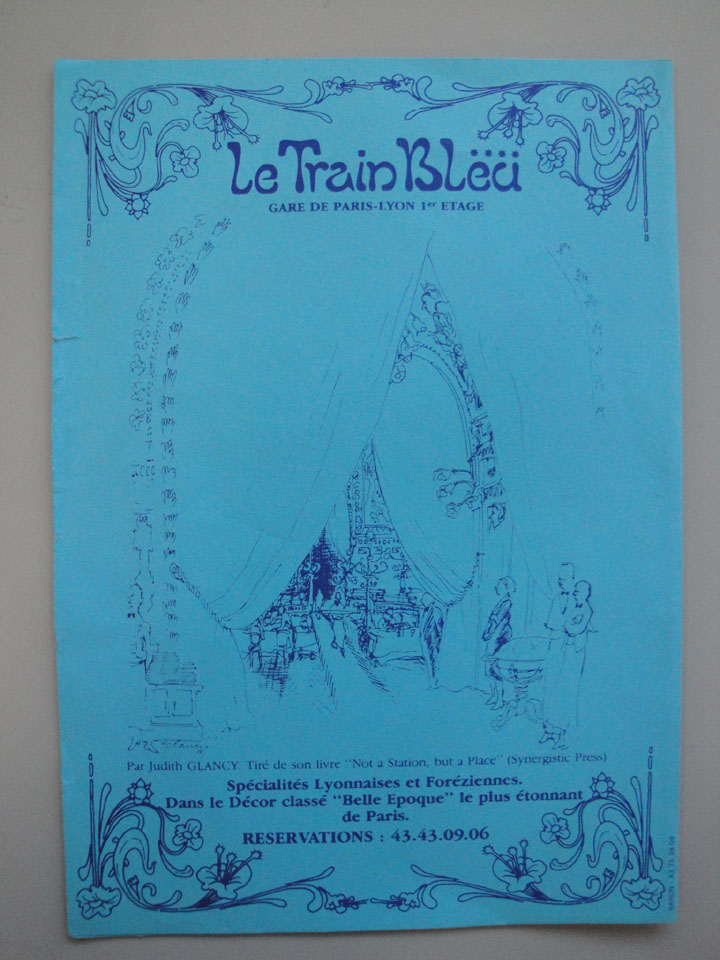 Le Train Bleu
GARE DE PARIS-LYON 1er ETAGE
Par Judith GLANCY. Tiré de son livre "Not a Station, but a Place" (Synergistic Press)
Spécialités Lyonnaises et Foréziennes.
Dans le Décor classé "Belle Epoque" le plus étonnant
de Paris.
RESERVATIONS : 43.43.09.06